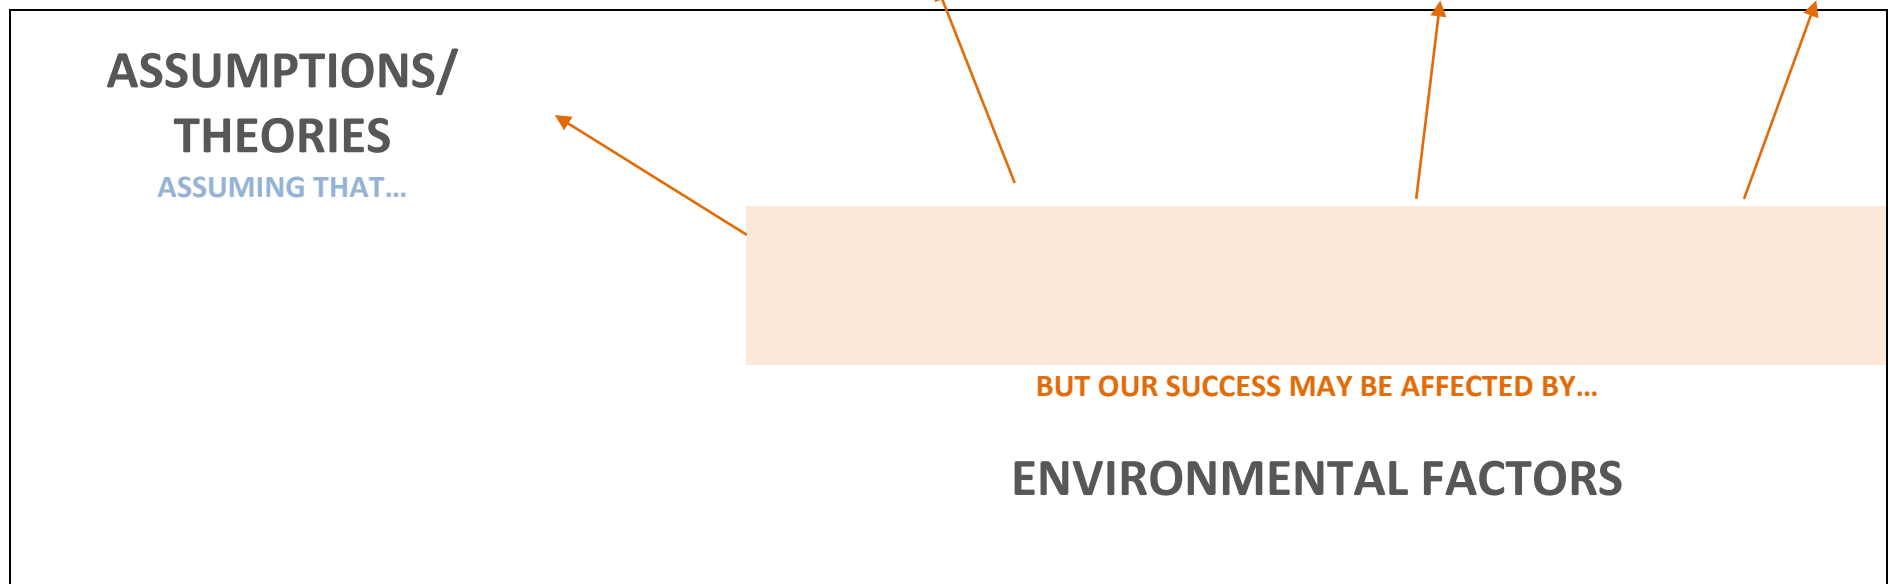 ASSUMPTIONS/
THEORIES
ASSUMING THAT…
BUT OUR SUCCESS MAY BE AFFECTED BY…
ENVIRONMENTAL FACTORS